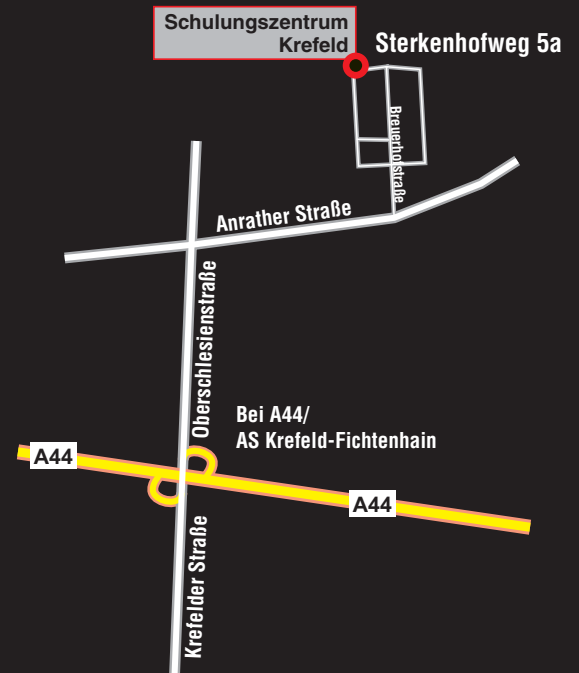 Schulungszentrum
Krefeld
Sterkenhofweg 5a
Breuerhofstraße
Anrather Straße
Oberschlesienstraße
Bei A44/
AS Krefeld-Fichtenhain
A44
A44
Krefelder Straße